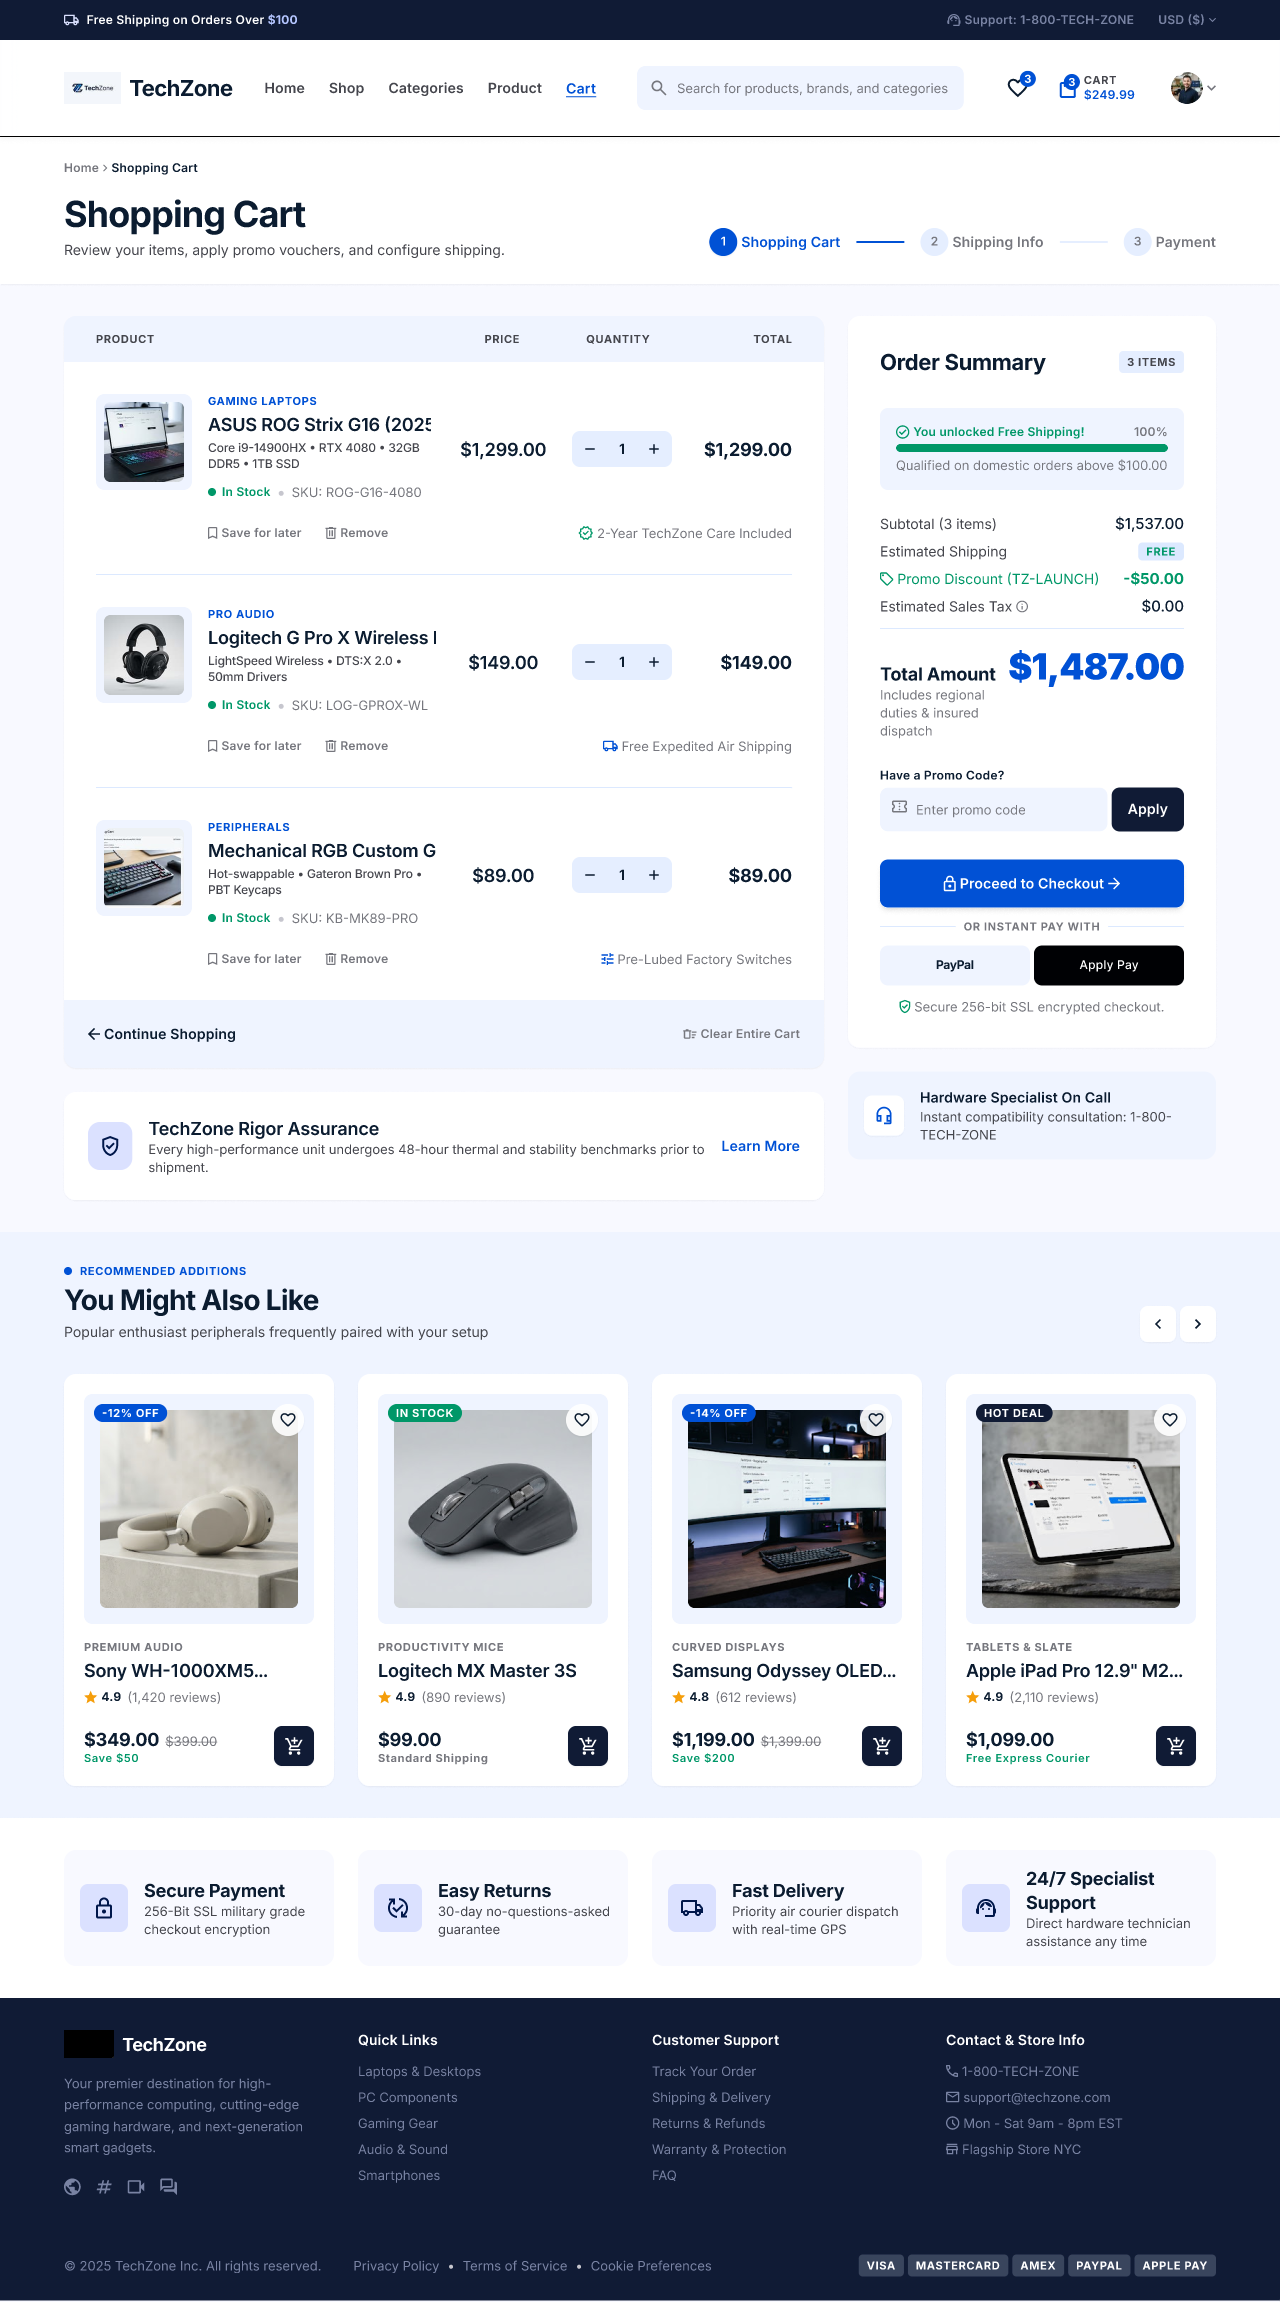 Free Shipping on Orders Over $100
Support: 1-800-TECH-ZONE
USD ($)
TechZone
TechZone
Home
Shop
Categories
Product
Cart
Search for products, brands, and categories
3
3
CART
$249.99
Home > Shopping Cart
Shopping Cart
Review your items, apply promo vouchers, and configure shipping.
1 Shopping Cart
2 Shipping Info
3 Payment
PRODUCT PRICE QUANTITY TOTAL
GAMING LAPTOPS
ASUS ROG Strix G16 (2025
Core i9-14900HX • RTX 4080 • 32GB
DDR5 • 1TB SSD
In Stock • SKU: ROG-G16-4080
$1,299.00
− 1 +
$1,299.00
Save for later
Remove
2-Year TechZone Care Included
PRO AUDIO
Logitech G Pro X Wireless
LightSpeed Wireless • DTS:X 2.0 •
50mm Drivers
In Stock • SKU: LOG-GPROX-WL
$149.00
− 1 +
$149.00
Save for later
Remove
Free Expedited Air Shipping
PERIPHERALS
Mechanical RGB Custom G
Hot-swappable • Gateron Brown Pro •
PBT Keycaps
In Stock • SKU: KB-MK89-PRO
$89.00
− 1 +
$89.00
Save for later
Remove
Pre-Lubed Factory Switches
Continue Shopping
Clear Entire Cart
TechZone Rigor Assurance
Every high-performance unit undergoes 48-hour thermal and stability benchmarks prior to
shipment.
Learn More
Order Summary
3 ITEMS
You unlocked Free Shipping! 100%
Qualified on domestic orders above $100.00
Subtotal (3 items) $1,537.00
Estimated Shipping FREE
Promo Discount (TZ-LAUNCH) -$50.00
Estimated Sales Tax $0.00
Total Amount $1,487.00
Includes regional
duties & insured
dispatch
Have a Promo Code?
Enter promo code
Apply
Proceed to Checkout
OR INSTANT PAY WITH
PayPal
Apply Pay
Secure 256-bit SSL encrypted checkout.
Hardware Specialist On Call
Instant compatibility consultation: 1-800-
TECH-ZONE
RECOMMENDED ADDITIONS
You Might Also Like
Popular enthusiast peripherals frequently paired with your setup
-12% OFF
PREMIUM AUDIO
Sony WH-1000XM5...
4.9 (1,420 reviews)
$349.00 $399.00
Save $50
IN STOCK
PRODUCTIVITY MICE
Logitech MX Master 3S
4.9 (890 reviews)
$99.00
Standard Shipping
-14% OFF
CURVED DISPLAYS
Samsung Odyssey OLED...
4.8 (612 reviews)
$1,199.00 $1,399.00
Save $200
HOT DEAL
Shopping Cart
TABLETS & SLATE
Apple iPad Pro 12.9" M2...
4.9 (2,110 reviews)
$1,099.00
Free Express Courier
Secure Payment
256-Bit SSL military grade
checkout encryption
Easy Returns
30-day no-questions-asked
guarantee
Fast Delivery
Priority air courier dispatch
with real-time GPS
24/7 Specialist
Support
Direct hardware technician
assistance any time
TechZone
Your premier destination for high-
performance computing, cutting-edge
gaming hardware, and next-generation
smart gadgets.
Quick Links
Laptops & Desktops
PC Components
Gaming Gear
Audio & Sound
Smartphones
Customer Support
Track Your Order
Shipping & Delivery
Returns & Refunds
Warranty & Protection
FAQ
Contact & Store Info
1-800-TECH-ZONE
support@techzone.com
Mon - Sat 9am - 8pm EST
Flagship Store NYC
© 2025 TechZone Inc. All rights reserved.
Privacy Policy • Terms of Service • Cookie Preferences
VISA
MASTERCARD
AMEX
PAYPAL
APPLE PAY